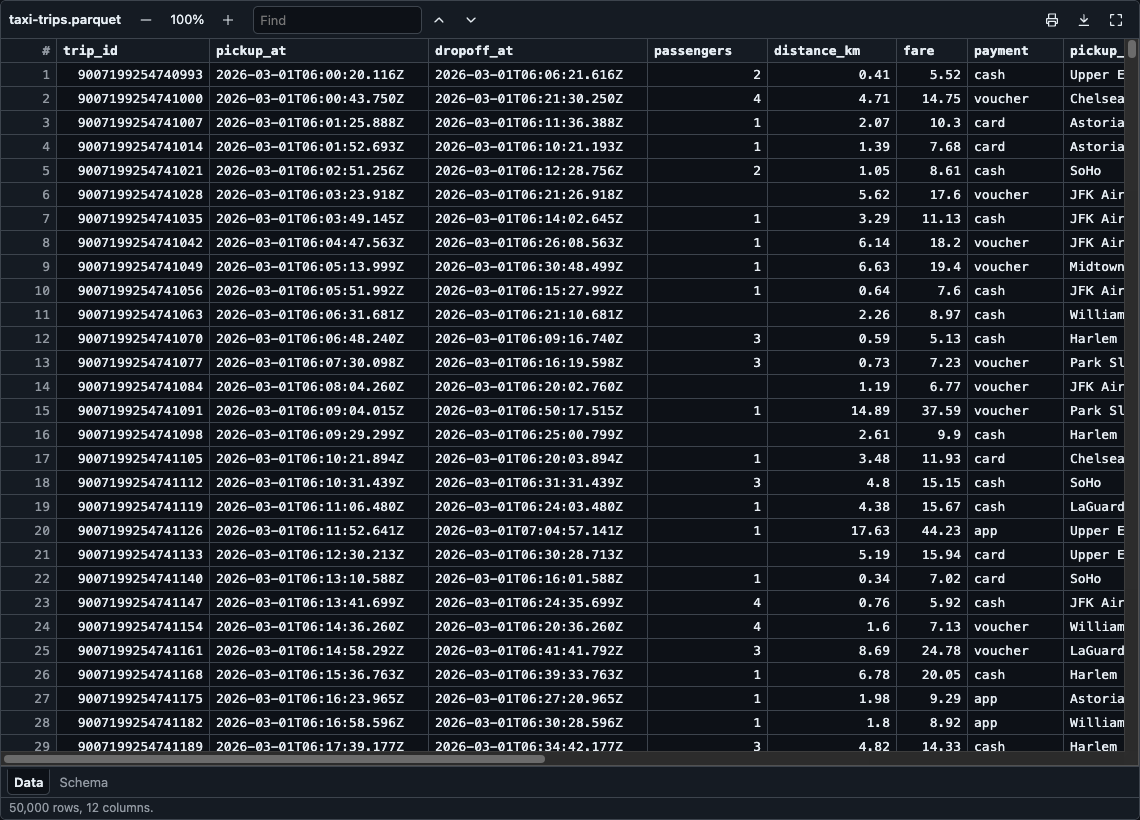 taxi-trips.parquet — 100% + Find
# trip_id pickup_at dropoff_at passengers distance_km fare payment pickup_
1 9007199254740993 2026-03-01T06:00:20.116Z 2026-03-01T06:06:21.616Z 2 0.41 5.52 cash Upper E
2 9007199254741000 2026-03-01T06:00:43.750Z 2026-03-01T06:21:30.250Z 4 4.71 14.75 voucher Chelsea
3 9007199254741007 2026-03-01T06:01:25.888Z 2026-03-01T06:11:36.388Z 1 2.07 10.3 card Astoria
4 9007199254741014 2026-03-01T06:01:52.693Z 2026-03-01T06:10:21.193Z 1 1.39 7.68 card Astoria
5 9007199254741021 2026-03-01T06:02:51.256Z 2026-03-01T06:12:28.756Z 2 1.05 8.61 cash SoHo
6 9007199254741028 2026-03-01T06:03:23.918Z 2026-03-01T06:21:26.918Z 5.62 17.6 voucher JFK Air
7 9007199254741035 2026-03-01T06:03:49.145Z 2026-03-01T06:14:02.645Z 1 3.29 11.13 cash JFK Air
8 9007199254741042 2026-03-01T06:04:47.563Z 2026-03-01T06:26:08.563Z 1 6.14 18.2 voucher JFK Air
9 9007199254741049 2026-03-01T06:05:13.999Z 2026-03-01T06:30:48.499Z 1 6.63 19.4 voucher Midtown
10 9007199254741056 2026-03-01T06:05:51.992Z 2026-03-01T06:15:27.992Z 1 0.64 7.6 cash JFK Air
11 9007199254741063 2026-03-01T06:06:31.681Z 2026-03-01T06:21:10.681Z 2.26 8.97 cash William
12 9007199254741070 2026-03-01T06:06:48.240Z 2026-03-01T06:09:16.740Z 3 0.59 5.13 cash Harlem
13 9007199254741077 2026-03-01T06:07:30.098Z 2026-03-01T06:16:19.598Z 3 0.73 7.23 voucher Park Sl
14 9007199254741084 2026-03-01T06:08:04.260Z 2026-03-01T06:20:02.760Z 1.19 6.77 voucher JFK Air
15 9007199254741091 2026-03-01T06:09:04.015Z 2026-03-01T06:50:17.515Z 1 14.89 37.59 voucher Park Sl
16 9007199254741098 2026-03-01T06:09:29.299Z 2026-03-01T06:25:00.799Z 2.61 9.9 cash Harlem
17 9007199254741105 2026-03-01T06:10:21.894Z 2026-03-01T06:20:03.894Z 1 3.48 11.93 card Chelsea
18 9007199254741112 2026-03-01T06:10:31.439Z 2026-03-01T06:31:31.439Z 3 4.8 15.15 cash SoHo
19 9007199254741119 2026-03-01T06:11:06.480Z 2026-03-01T06:24:03.480Z 1 4.38 15.67 cash LaGuard
20 9007199254741126 2026-03-01T06:11:52.641Z 2026-03-01T07:04:57.141Z 1 17.63 44.23 app Upper E
21 9007199254741133 2026-03-01T06:12:30.213Z 2026-03-01T06:30:28.713Z 5.19 15.94 card Upper E
22 9007199254741140 2026-03-01T06:13:10.588Z 2026-03-01T06:16:01.588Z 1 0.34 7.02 card SoHo
23 9007199254741147 2026-03-01T06:13:41.699Z 2026-03-01T06:24:35.699Z 4 0.76 5.92 cash JFK Air
24 9007199254741154 2026-03-01T06:14:36.260Z 2026-03-01T06:20:36.260Z 4 1.6 7.13 voucher William
25 9007199254741161 2026-03-01T06:14:58.292Z 2026-03-01T06:41:41.792Z 3 8.69 24.78 voucher LaGuard
26 9007199254741168 2026-03-01T06:15:36.763Z 2026-03-01T06:39:33.763Z 1 6.78 20.05 cash Harlem
27 9007199254741175 2026-03-01T06:16:23.965Z 2026-03-01T06:27:20.965Z 1 1.98 9.29 app Astoria
28 9007199254741182 2026-03-01T06:16:58.596Z 2026-03-01T06:30:28.596Z 1 1.8 8.92 app William
29 9007199254741189 2026-03-01T06:17:39.177Z 2026-03-01T06:34:42.177Z 3 4.82 14.33 cash Harlem
Data Schema
50,000 rows, 12 columns.